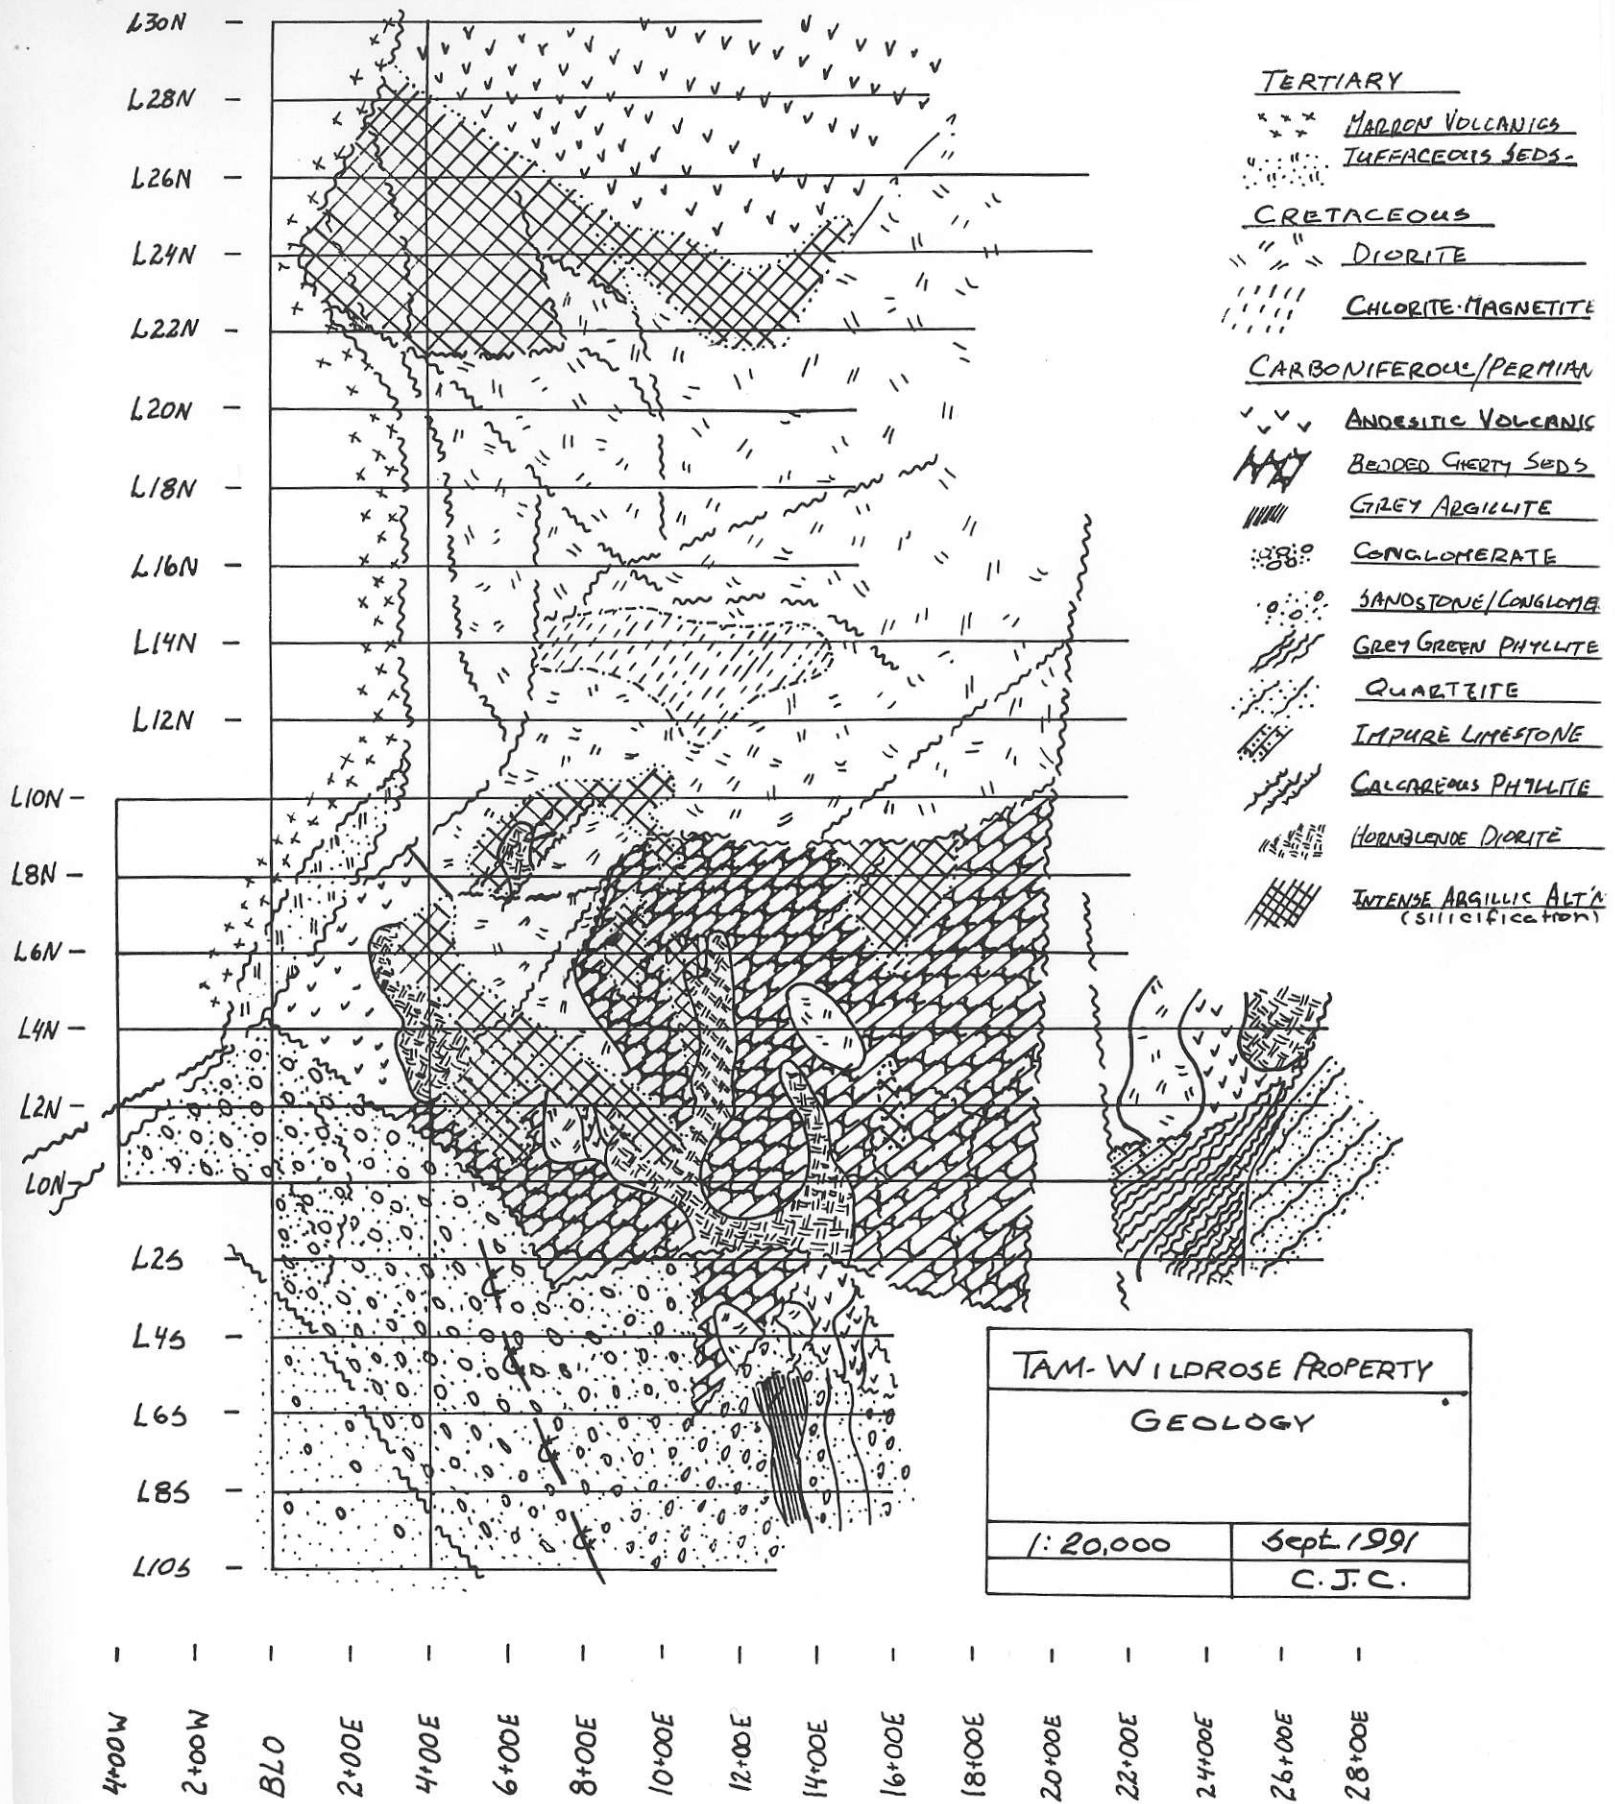 L30N
L28N
L26N
L24N
L22N
L20N
L18N
L16N
L14N
L12N
L10N
L8N
L6N
L4N
L2N
L0N
L2S
L4S
L6S
L8S
L10S
TERTIARY
MARRON VOLCANICS
TUFFACEOUS SEDS.
CRETACEOUS
DIORITE
CHLORITE-MAGNETITE
CARBONIFEROUS/PERMIAN
ANDESITIC VOLCANIC
BEDDED CHERTY SEDS
GREY ARGILLITE
CONGLOMERATE
SANDSTONE/CONGLOME
GREY GREEN PHYLLITE
QUARTZITE
IMPURE LIMESTONE
CALCAREOUS PHYLLITE
HORNBLENDE DIORITE
INTENSE ARGILLIC ALT'N
(silicification)
TAM-WILDROSE PROPERTY
GEOLOGY
1:20,000
Sept. 1991
C.J.C.
4+00W
2+00W
BLO
2+00E
4+00E
6+00E
8+00E
10+00E
12+00E
14+00E
16+00E
18+00E
20+00E
22+00E
24+00E
26+00E
28+00E